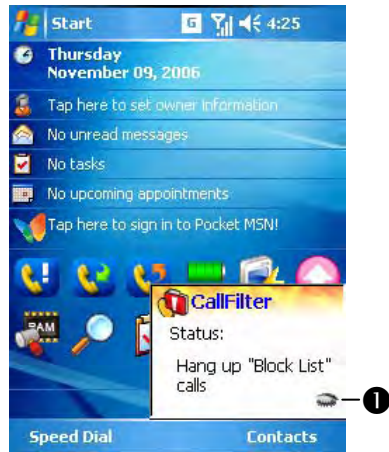 Start G 4:25
Thursday
November 09, 2006
Tap here to set owner information
No unread messages
No tasks
No upcoming appointments
Tap here to sign in to Pocket MSN!
RAM
CallFilter
Status:
Hang up "Block List"
calls
1
Speed Dial Contacts